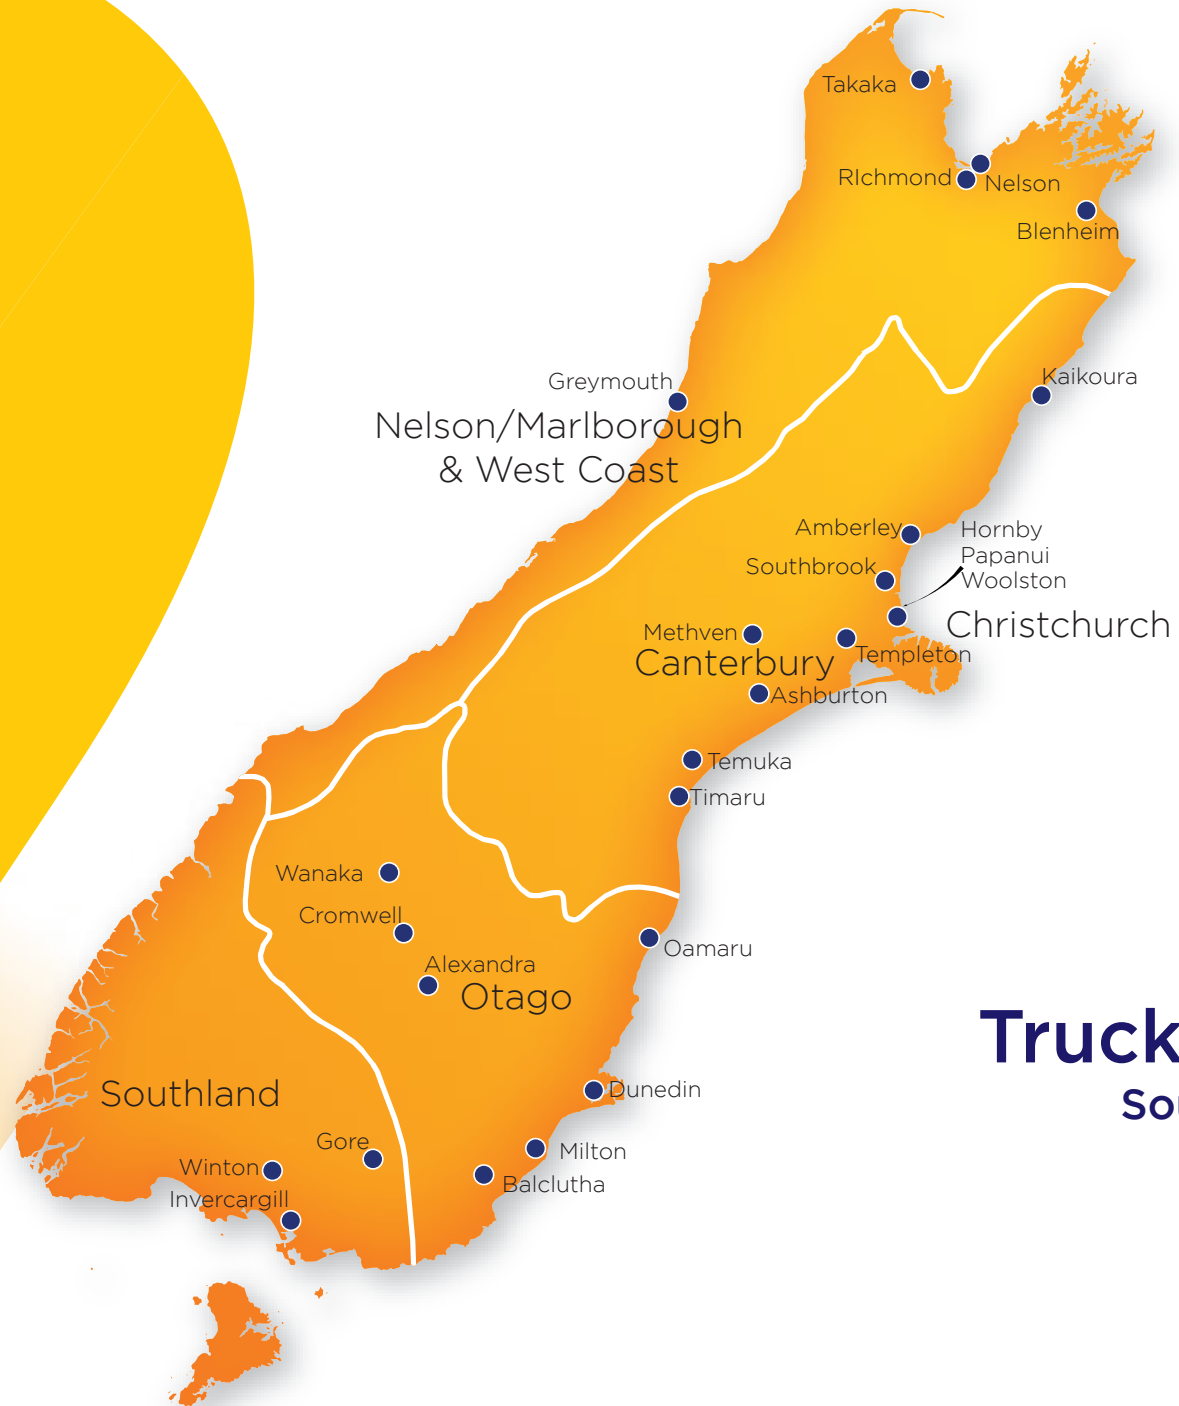 Takaka
RIchmond
Nelson
Blenheim
Greymouth
Kaikoura
Nelson/Marlborough
& West Coast
Amberley
Hornby
Papanui
Woolston
Southbrook
Christchurch
Methven
Canterbury
Templeton
Ashburton
Temuka
Timaru
Wanaka
Cromwell
Oamaru
Alexandra
Otago
Truck
Sou
Southland
Dunedin
Gore
Milton
Winton
Balclutha
Invercargill